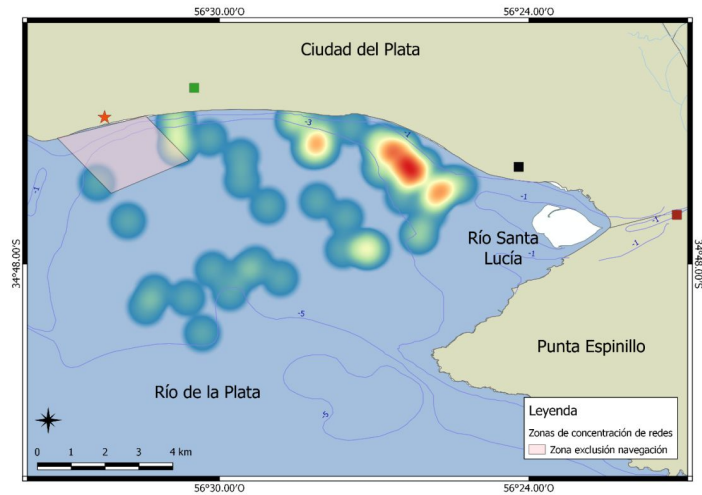 56°30.00'O 56°24.00'O
Ciudad del Plata
-3
-1
-1
-1
-1
-1
-1
Río Santa
Lucía
34°48.00'S 34°48.00'S
-5
Punta Espinillo
Río de la Plata
-5
Leyenda
Zonas de concentración de redes
Zona exclusión navegación
0 1 2 3 4 km
56°30.00'O 56°24.00'O